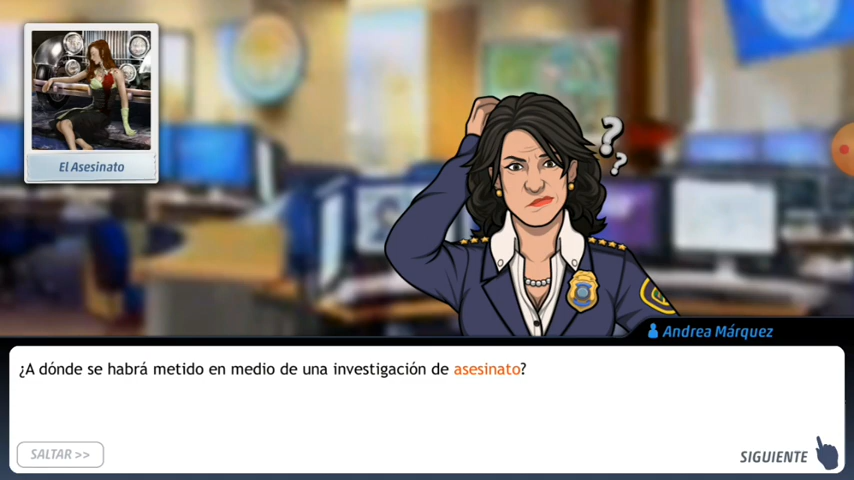 El Asesinato
Andrea Márquez
¿A dónde se habrá metido en medio de una investigación de asesinato?
SALTAR >>
SIGUIENTE